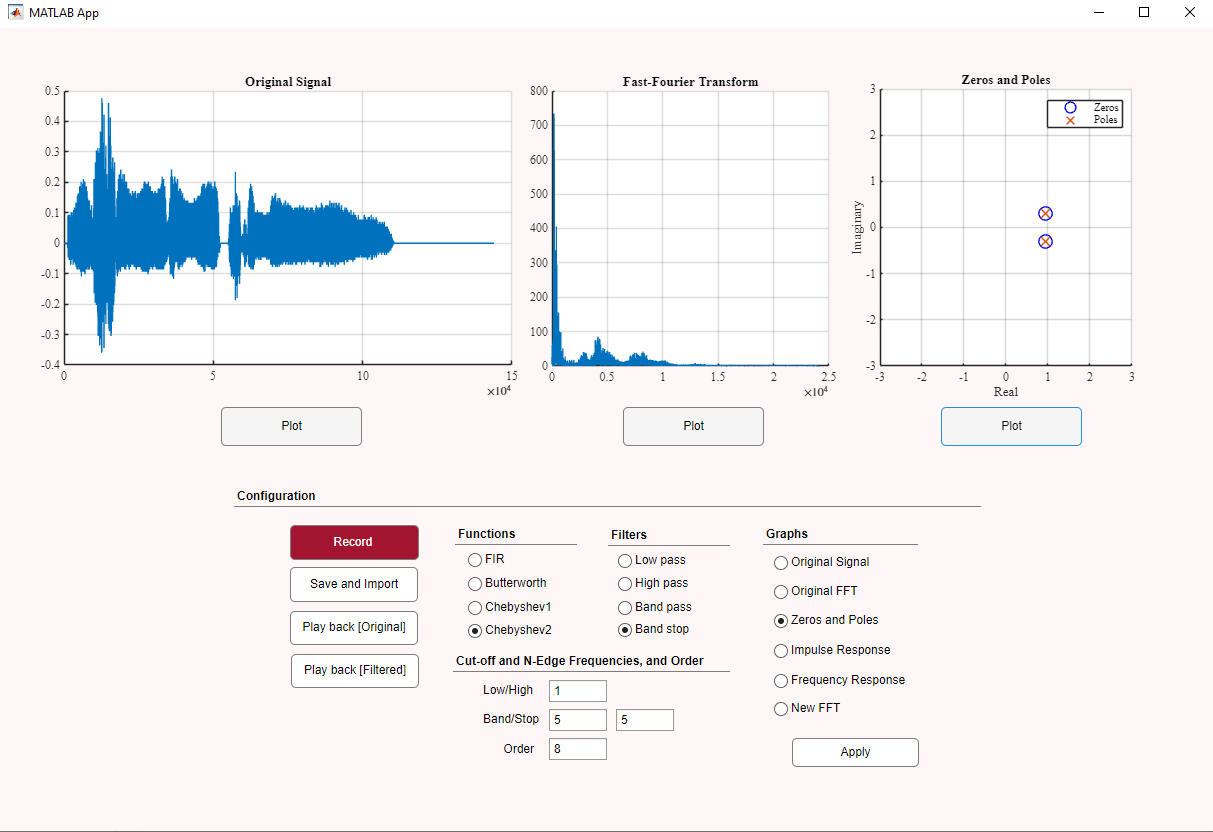 MATLAB App
Original Signal
0.5
0.4
0.3
0.2
0.1
0
-0.1
-0.2
-0.3
-0.4
0 5 10 15
×10⁴
Plot
Fast-Fourier Transform
800
700
600
500
400
300
200
100
0
0 0.5 1 1.5 2 2.5
×10⁴
Plot
Zeros and Poles
Zeros
Poles
Imaginary
3
2
1
0
-1
-2
-3
-3 -2 -1 0 1 2 3
Real
Plot
Configuration
Record
Save and Import
Play back [Original]
Play back [Filtered]
Functions
FIR
Butterworth
Chebyshev1
Chebyshev2
Filters
Low pass
High pass
Band pass
Band stop
Cut-off and N-Edge Frequencies, and Order
Low/High 1
Band/Stop 5 5
Order 8
Graphs
Original Signal
Original FFT
Zeros and Poles
Impulse Response
Frequency Response
New FFT
Apply